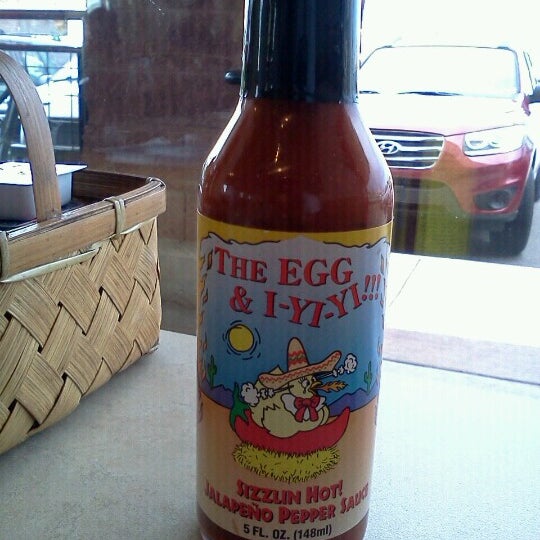 THE EGG
& I-YI-YI!!!
SIZZLIN HOT!
JALAPEÑO PEPPER SAUCE
5 FL. OZ. (148ml)